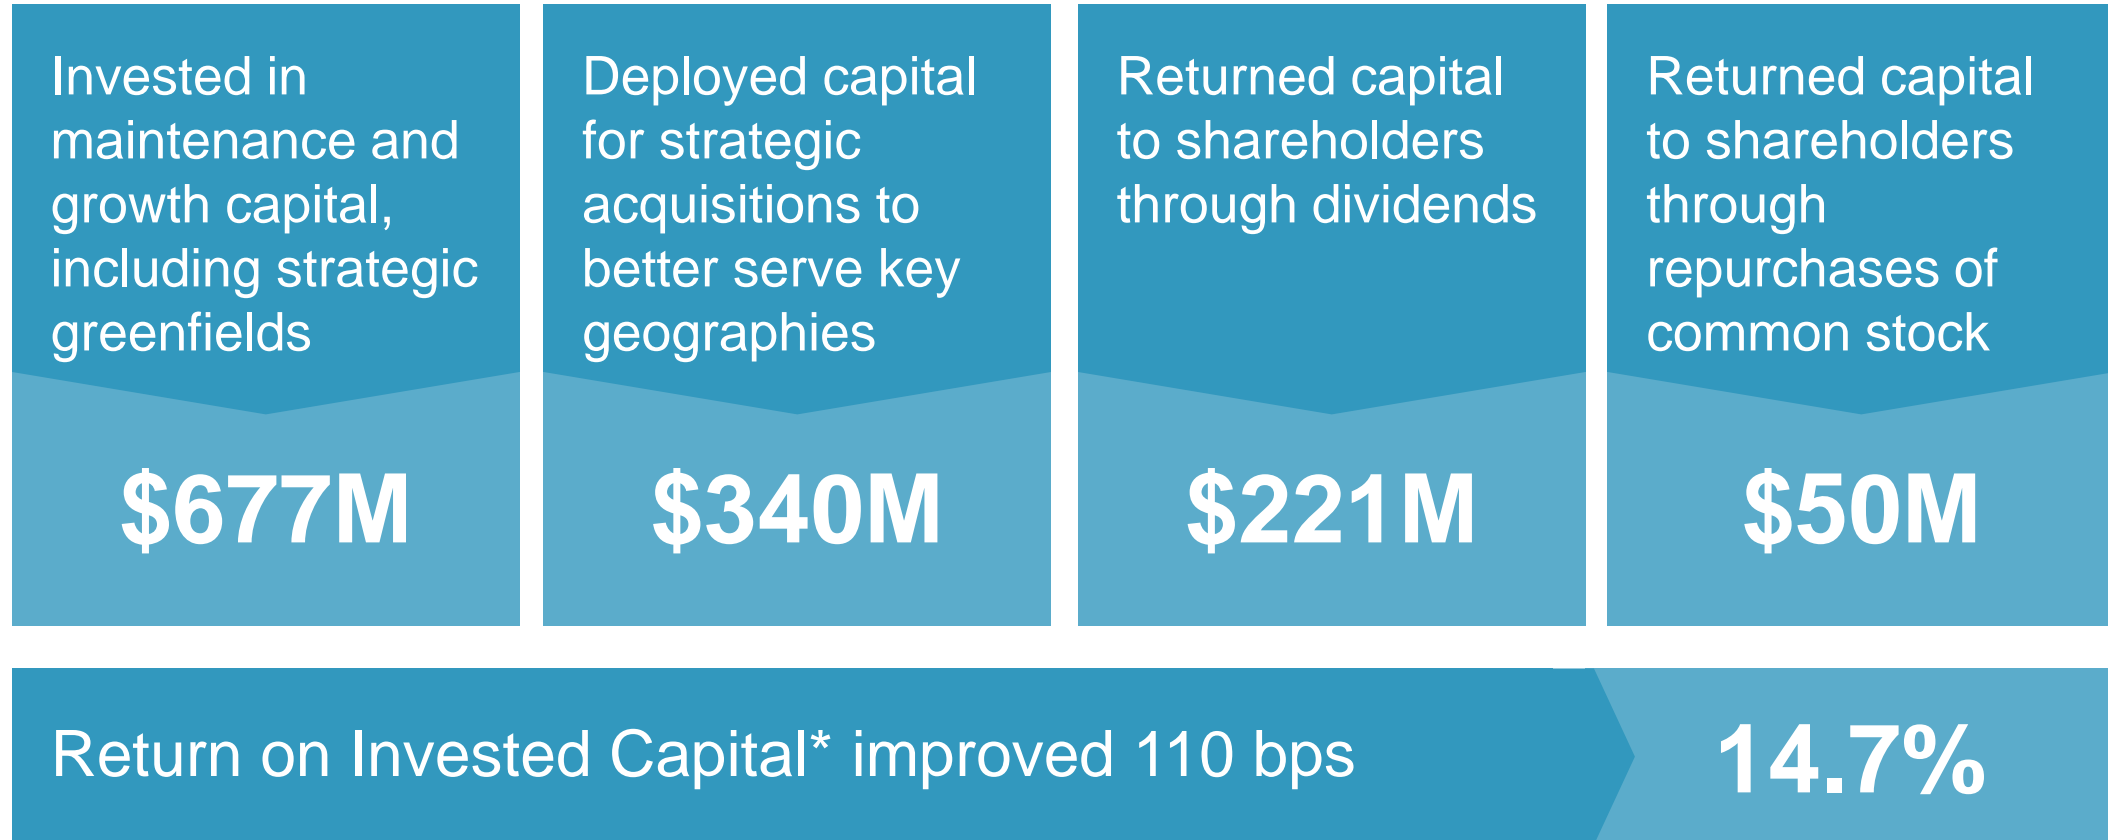 Invested in
maintenance and
growth capital,
including strategic
greenfields
$677M
Deployed capital
for strategic
acquisitions to
better serve key
geographies
$340M
Returned capital
to shareholders
through dividends
$221M
Returned capital
to shareholders
through
repurchases of
common stock
$50M
Return on Invested Capital* improved 110 bps
14.7%